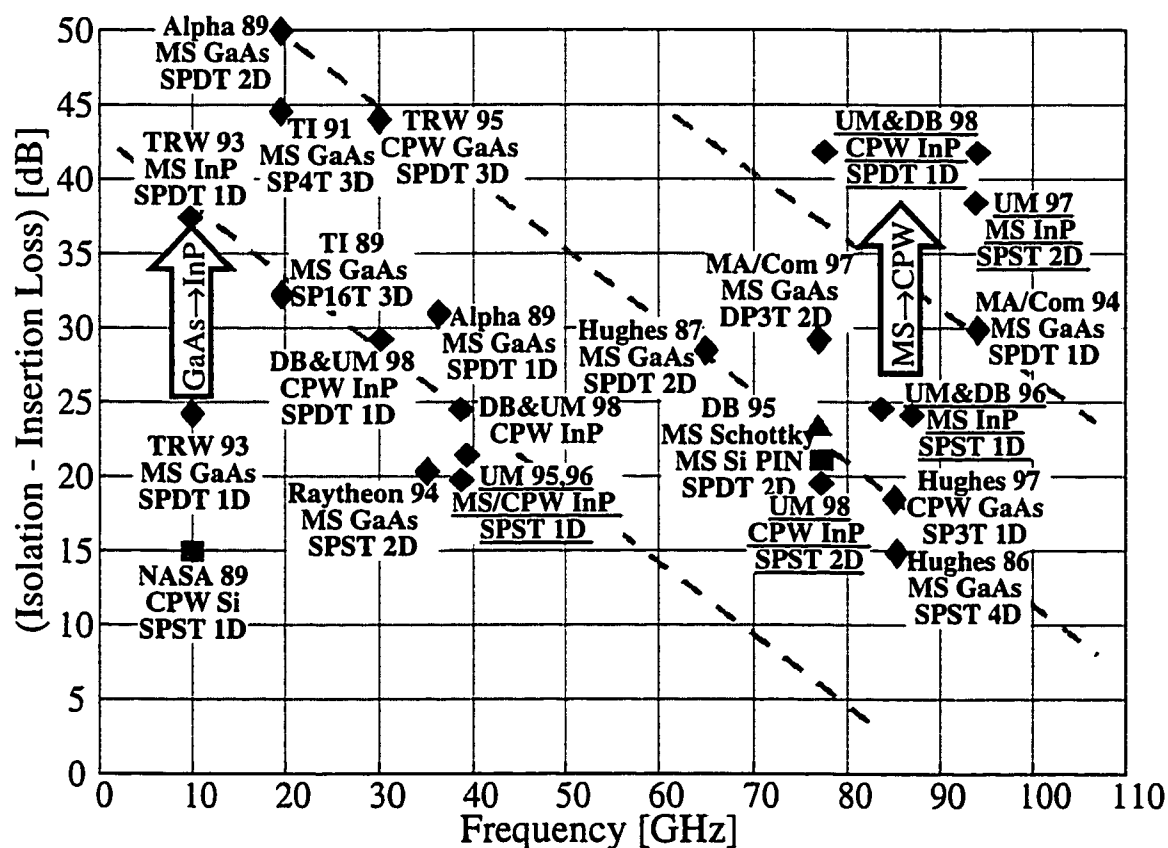 (Isolation - Insertion Loss) [dB]
50
45
40
35
30
25
20
15
10
5
0
Alpha 89
MS GaAs
SPDT 2D
TI 91
MS GaAs
SP4T 3D
TRW 95
CPW GaAs
SPDT 3D
TRW 93
MS InP
SPDT 1D
GaAs→InP
TRW 93
MS GaAs
SPDT 1D
NASA 89
CPW Si
SPST 1D
TI 89
MS GaAs
SP16T 3D
DB&UM 98
CPW InP
SPDT 1D
Alpha 89
MS GaAs
SPDT 1D
DB&UM 98
CPW InP
Raytheon 94
MS GaAs
SPST 2D
UM 95,96
MS/CPW InP
SPST 1D
Hughes 87
MS GaAs
SPDT 2D
MA/Com 97
MS GaAs
DP3T 2D
DB 95
MS Schottky
MS Si PIN
SPDT 2D
UM 98
CPW InP
SPST 2D
UM&DB 98
CPW InP
SPDT 1D
MS→CPW
UM 97
MS InP
SPST 2D
MA/Com 94
MS GaAs
SPDT 1D
UM&DB 96
MS InP
SPST 1D
Hughes 97
CPW GaAs
SP3T 1D
Hughes 86
MS GaAs
SPST 4D
0 10 20 30 40 50 60 70 80 90 100 110
Frequency [GHz]